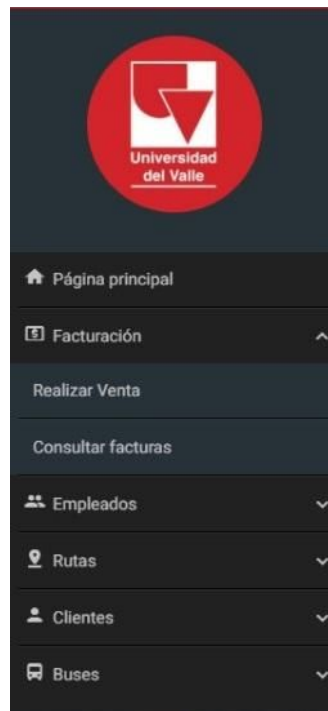 Universidad
del Valle
Página principal
Facturación
Realizar Venta
Consultar facturas
Empleados
Rutas
Clientes
Buses